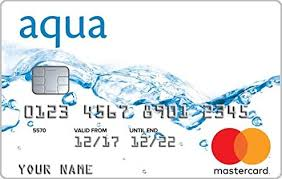 aqua
0123 4567 8901 2345
5570 VALID FROM UNTIL END
12/17 12/22
YOUR NAME
mastercard